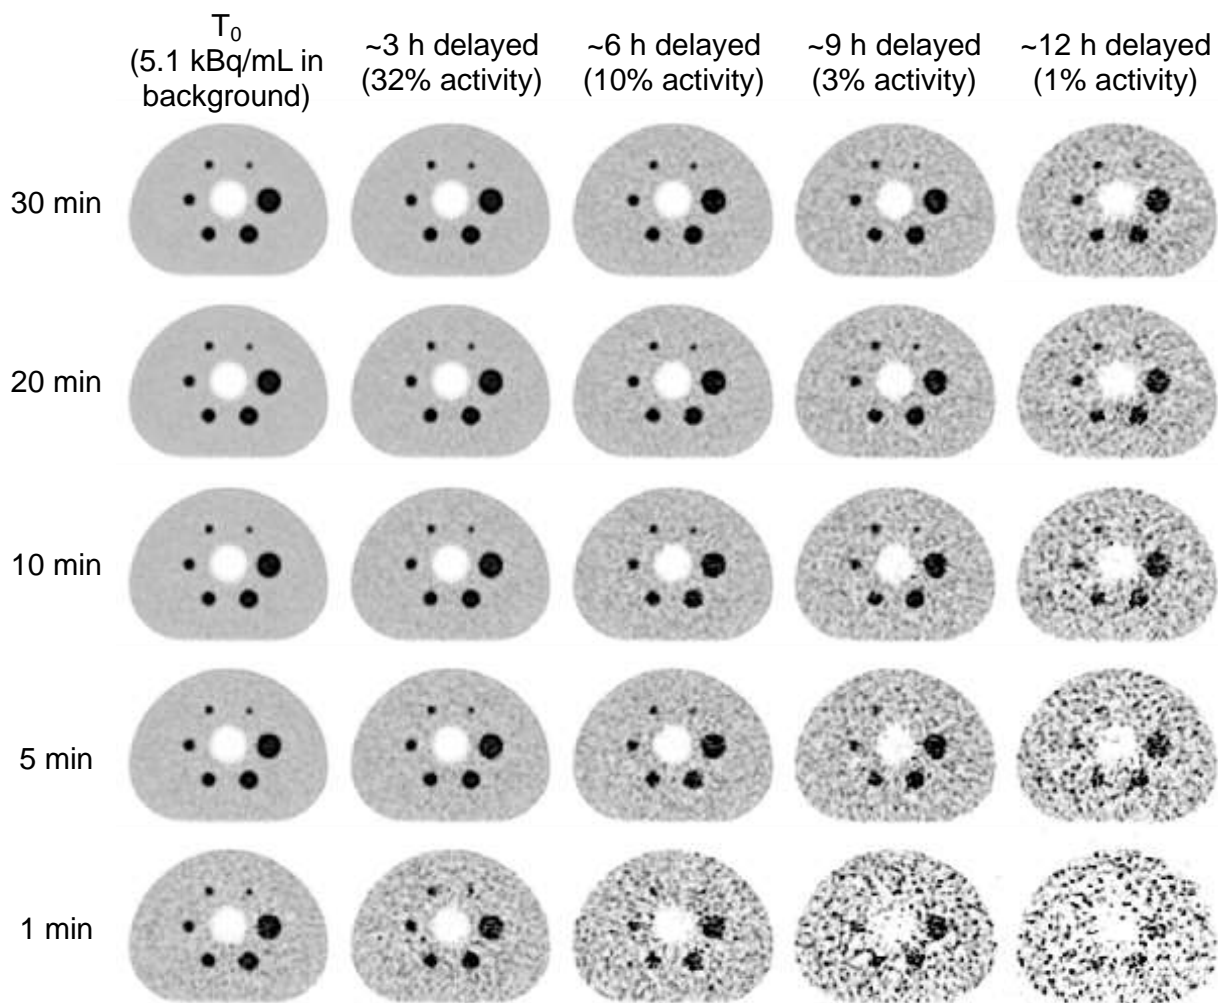 T₀
(5.1 kBq/mL in
background)
~3 h delayed
(32% activity)
~6 h delayed
(10% activity)
~9 h delayed
(3% activity)
~12 h delayed
(1% activity)
30 min
20 min
10 min
5 min
1 min